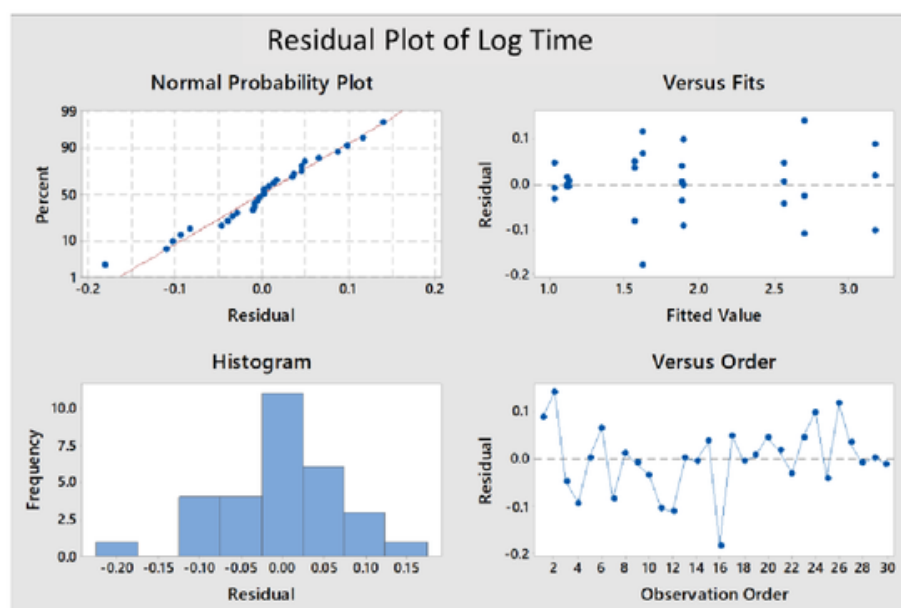 Residual Plot of Log Time
Normal Probability Plot
99
90
50
10
1
Percent
-0.2 -0.1 0.0 0.1 0.2
Residual
Versus Fits
0.1
0.0
-0.1
-0.2
Residual
1.0 1.5 2.0 2.5 3.0
Fitted Value
Histogram
10.0
7.5
5.0
2.5
0.0
Frequency
-0.20 -0.15 -0.10 -0.05 0.00 0.05 0.10 0.15
Residual
Versus Order
0.1
0.0
-0.1
-0.2
Residual
2 4 6 8 10 12 14 16 18 20 22 24 26 28 30
Observation Order